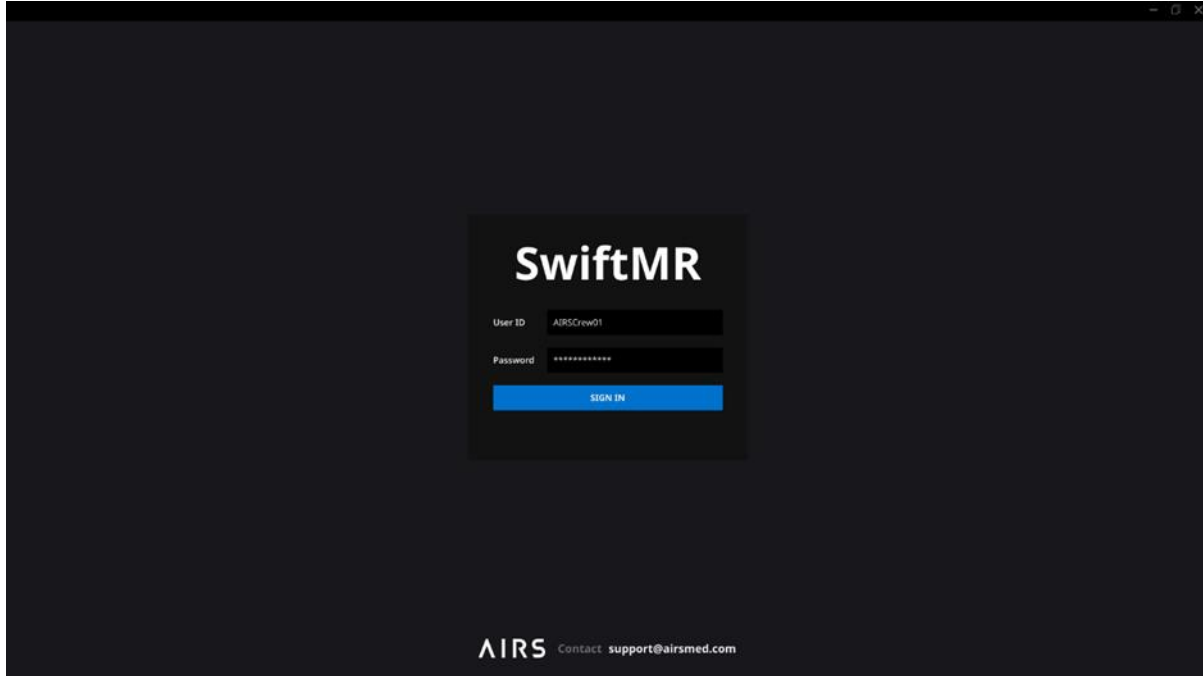 SwiftMR
User ID AIRSCrew01
Password ************
SIGN IN
AIRS Contact support@airsmed.com